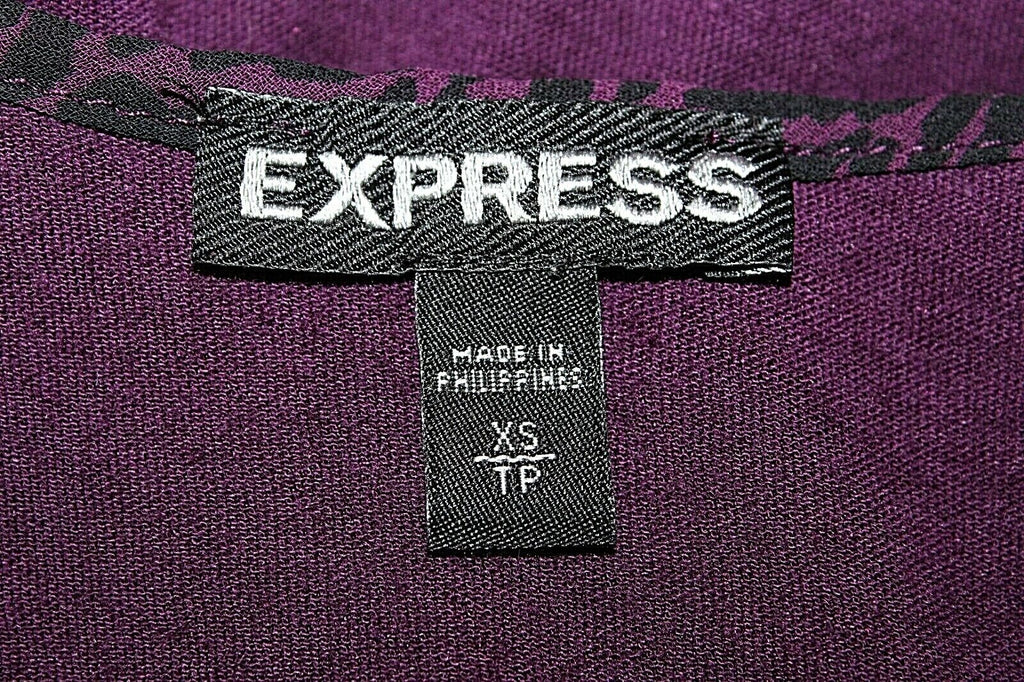 EXPRESS
MADE IN
PHILIPPINES
XS
TP